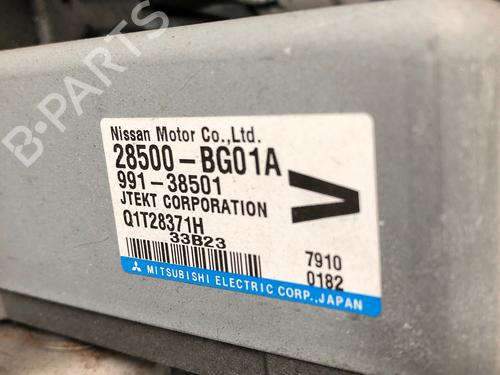 B-PARTS
Nissan Motor Co.,Ltd.
28500-BG01A
991-38501
JTEKT CORPORATION
Q1T28371H
33B23
7910
0182
MITSUBISHI ELECTRIC CORP.,JAPAN